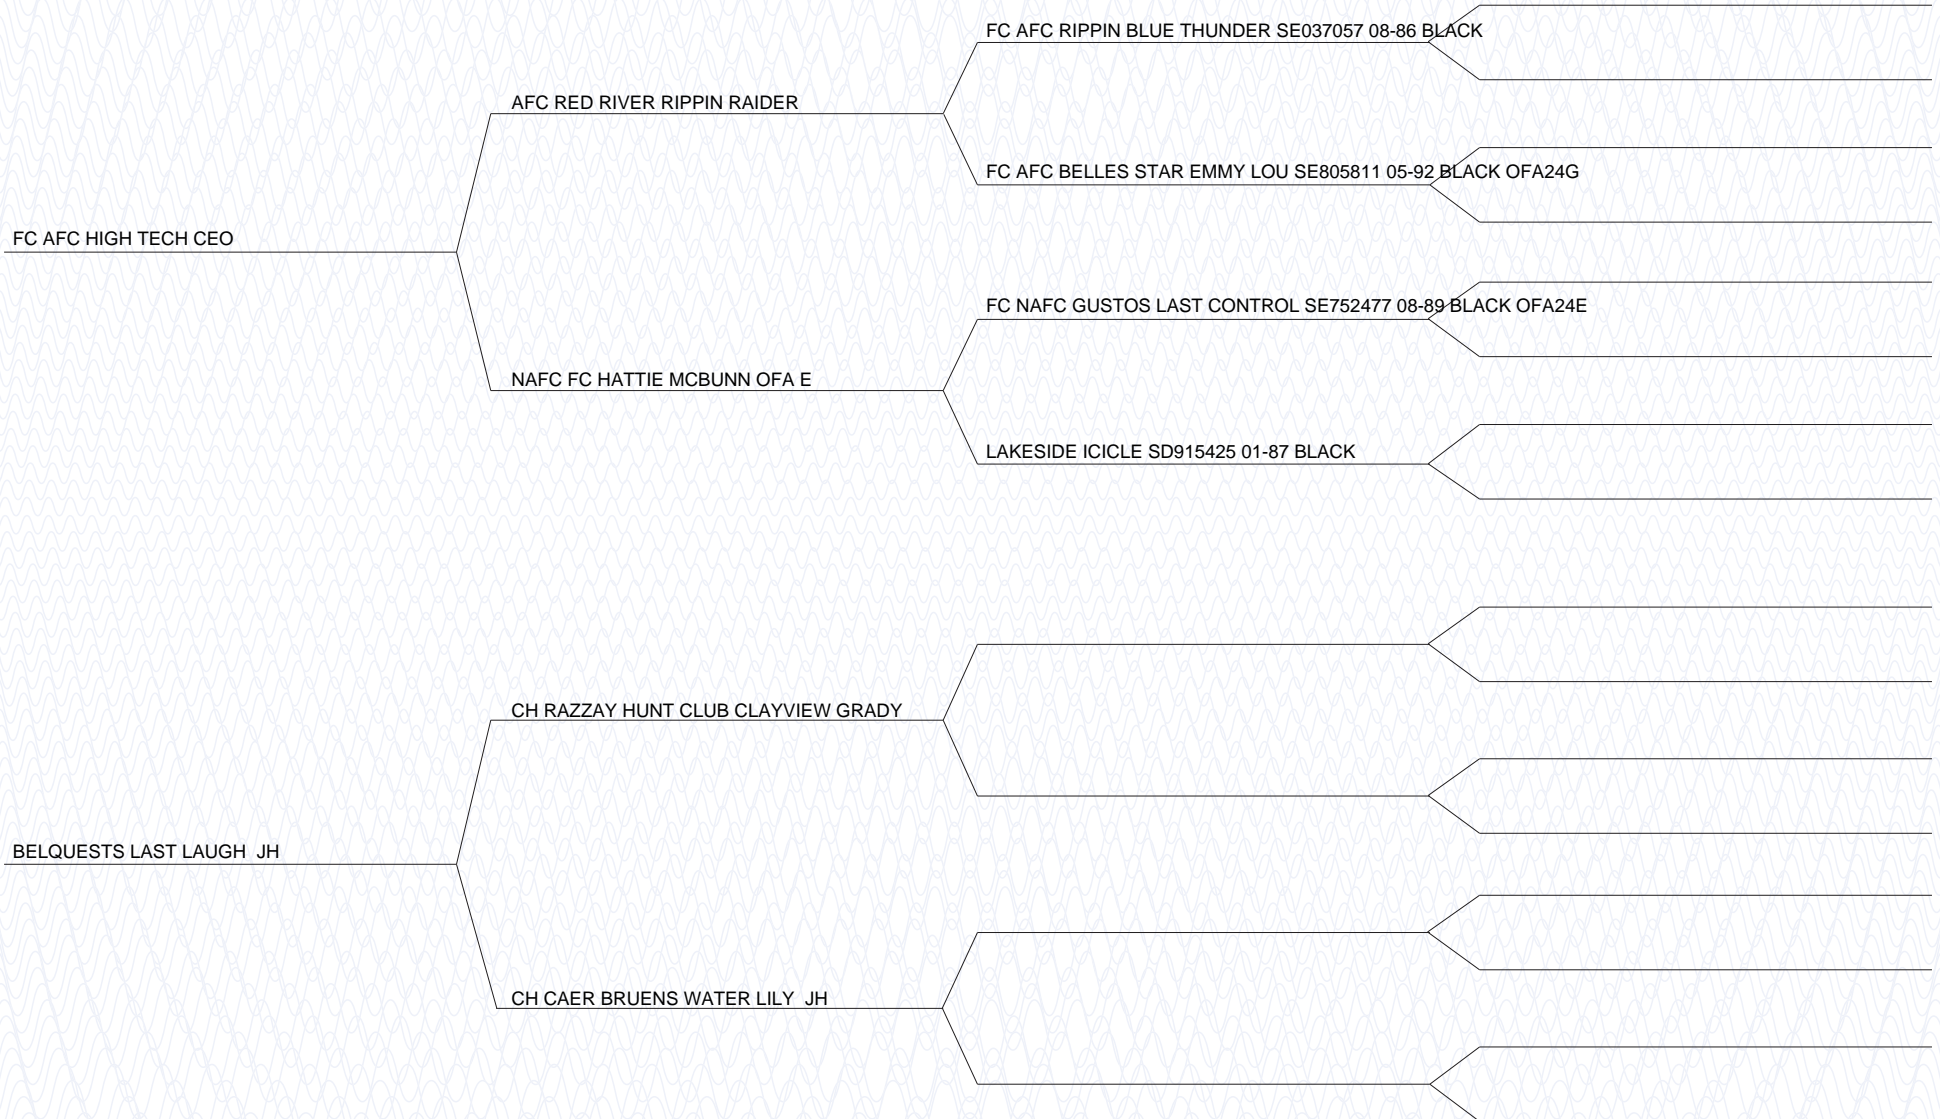 FC AFC RIPPIN BLUE THUNDER SE037057 08-86 BLACK
AFC RED RIVER RIPPIN RAIDER
FC AFC BELLES STAR EMMY LOU SE805811 05-92 BLACK OFA24G
FC AFC HIGH TECH CEO
FC NAFC GUSTOS LAST CONTROL SE752477 08-89 BLACK OFA24E
NAFC FC HATTIE MCBUNN OFA E
LAKESIDE ICICLE SD915425 01-87 BLACK
CH RAZZAY HUNT CLUB CLAYVIEW GRADY
BELQUESTS LAST LAUGH  JH
CH CAER BRUENS WATER LILY  JH